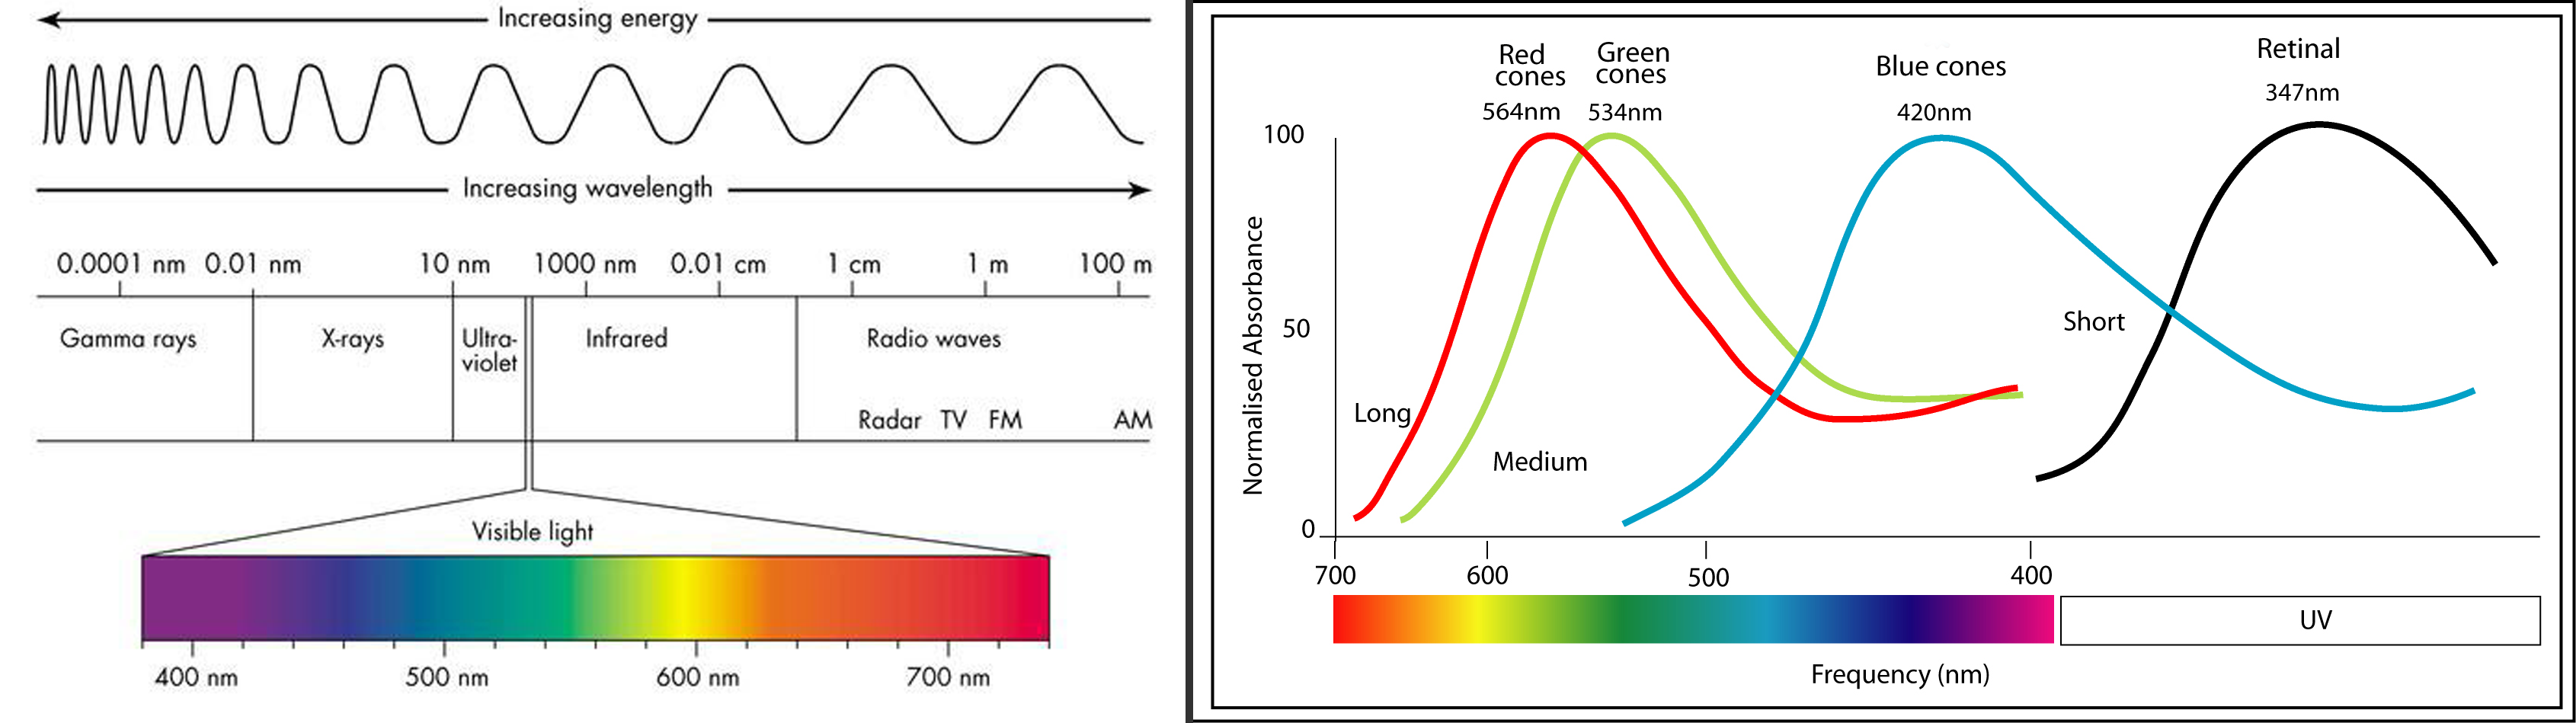 Increasing energy
Increasing wavelength
0.0001 nm 0.01 nm 10 nm 1000 nm 0.01 cm 1 cm 1 m 100 m
Gamma rays
X-rays
Ultra-
violet
Infrared
Radio waves
Radar TV FM AM
Visible light
400 nm 500 nm 600 nm 700 nm
Red
cones
564nm
Green
cones
534nm
Blue cones
420nm
Retinal
347nm
Normalised Absorbance
100
50
0
Long
Medium
Short
700 600 500 400
UV
Frequency (nm)